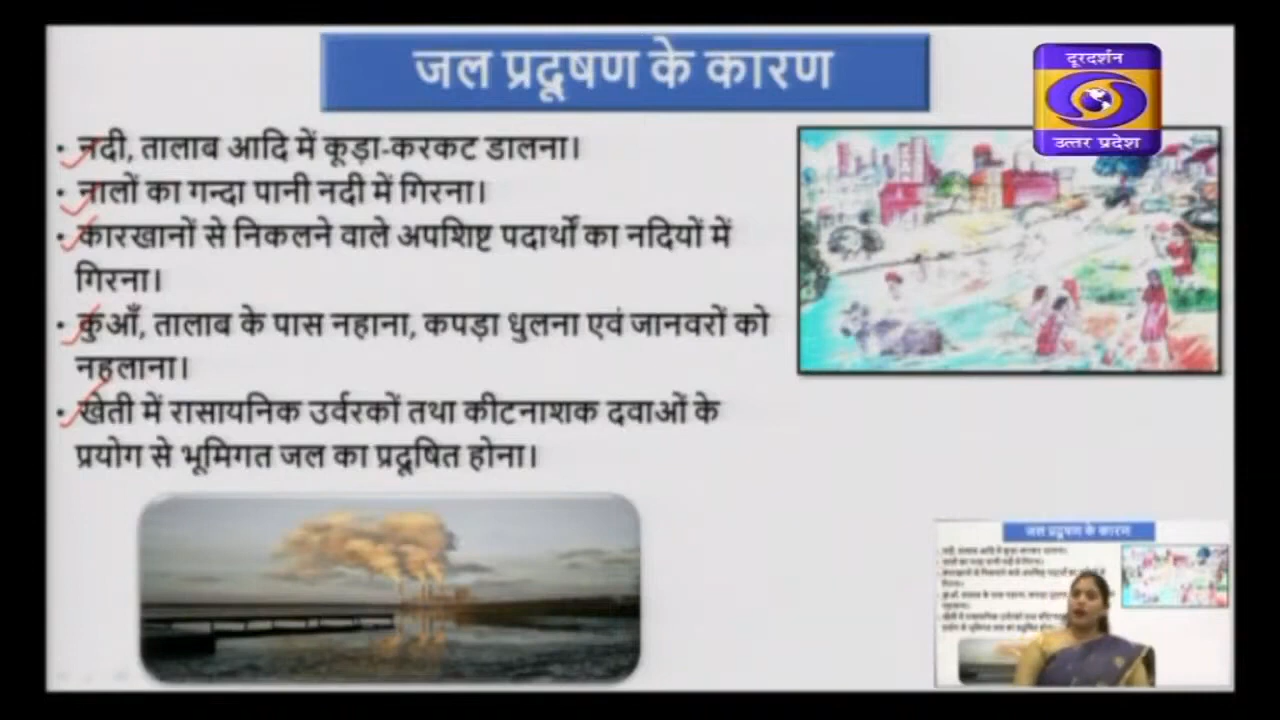 जल प्रदूषण के कारण
दूरदर्शन
उत्तर प्रदेश
• नदी, तालाब आदि में कूड़ा-करकट डालना।
• नालों का गन्दा पानी नदी में गिरना।
• कारखानों से निकलने वाले अपशिष्ट पदार्थों का नदियों में
गिरना।
• कुआँ, तालाब के पास नहाना, कपड़ा धुलना एवं जानवरों को
नहलाना।
• खेती में रासायनिक उर्वरकों तथा कीटनाशक दवाओं के
प्रयोग से भूमिगत जल का प्रदूषित होना।
जल प्रदूषण के कारण